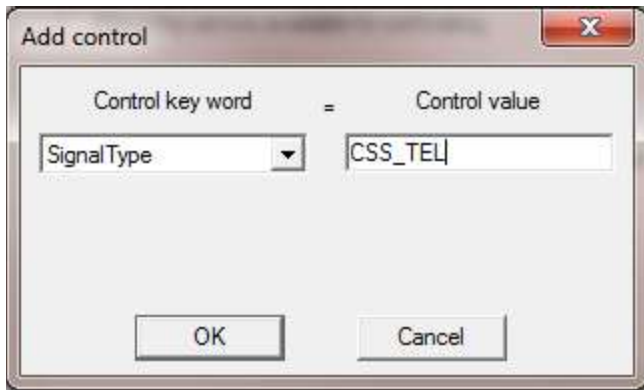 Add control
Control key word = Control value
SignalType CSS_TEL
OK Cancel